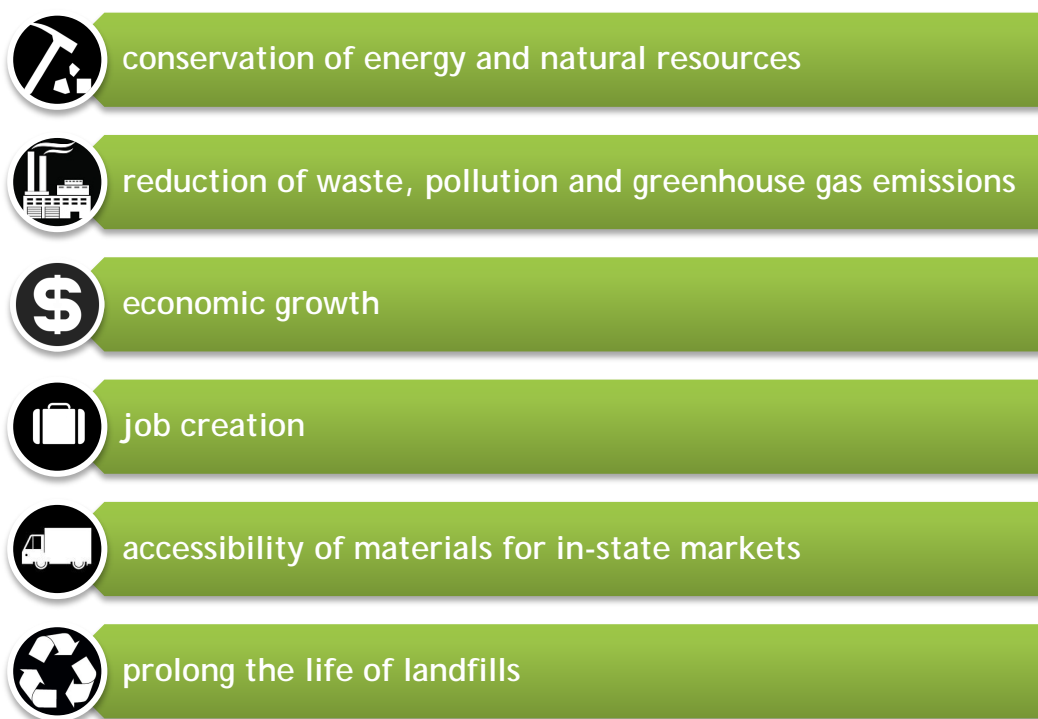 conservation of energy and natural resources
reduction of waste, pollution and greenhouse gas emissions
$
economic growth
job creation
accessibility of materials for in-state markets
prolong the life of landfills